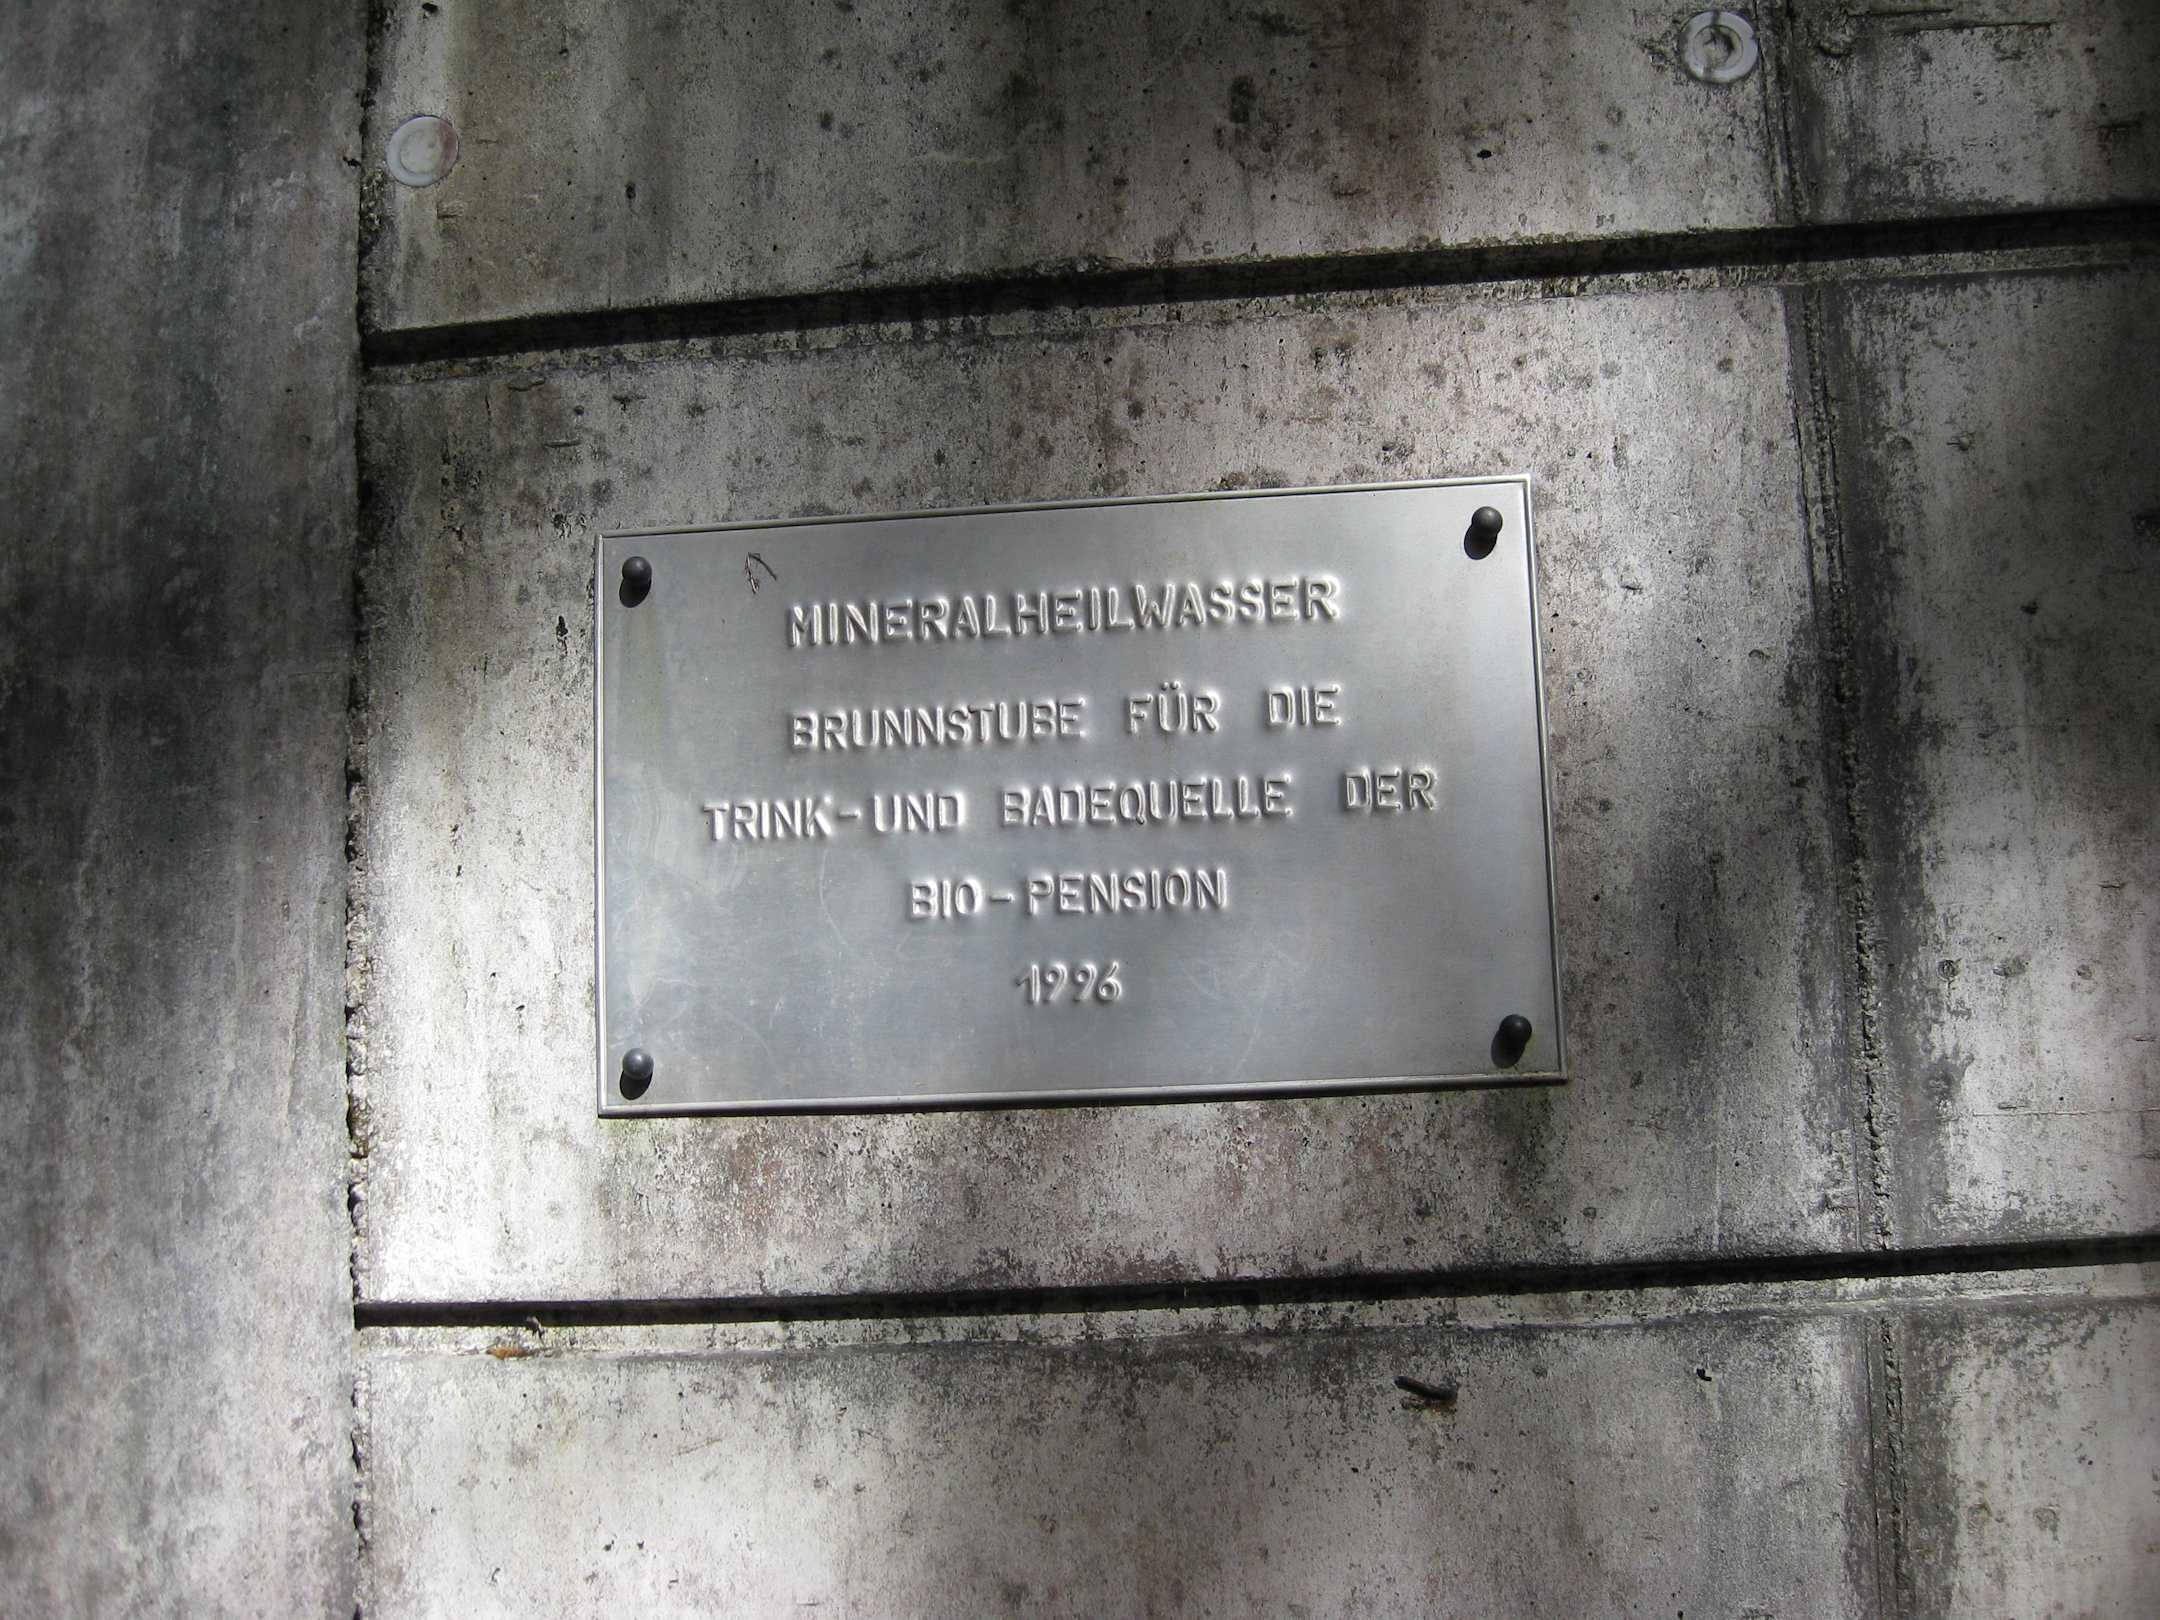 MINERALHEILWASSER
BRUNNSTUBE FÜR DIE
TRINK-UND BADEQUELLE DER
BIO-PENSION
1996